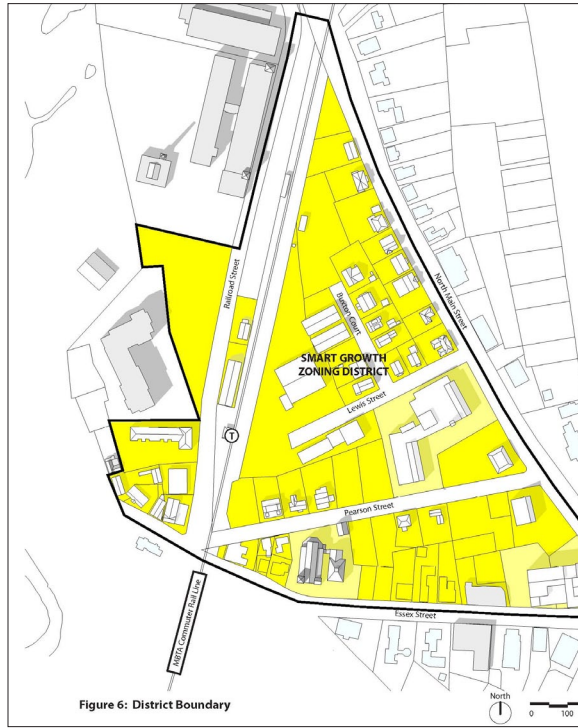 Railroad Street
North Main Street
Buxton Court
SMART GROWTH
ZONING DISTRICT
Lewis Street
T
Pearson Street
Essex Street
MBTA Commuter Rail Line
Figure 6: District Boundary
North
0 100